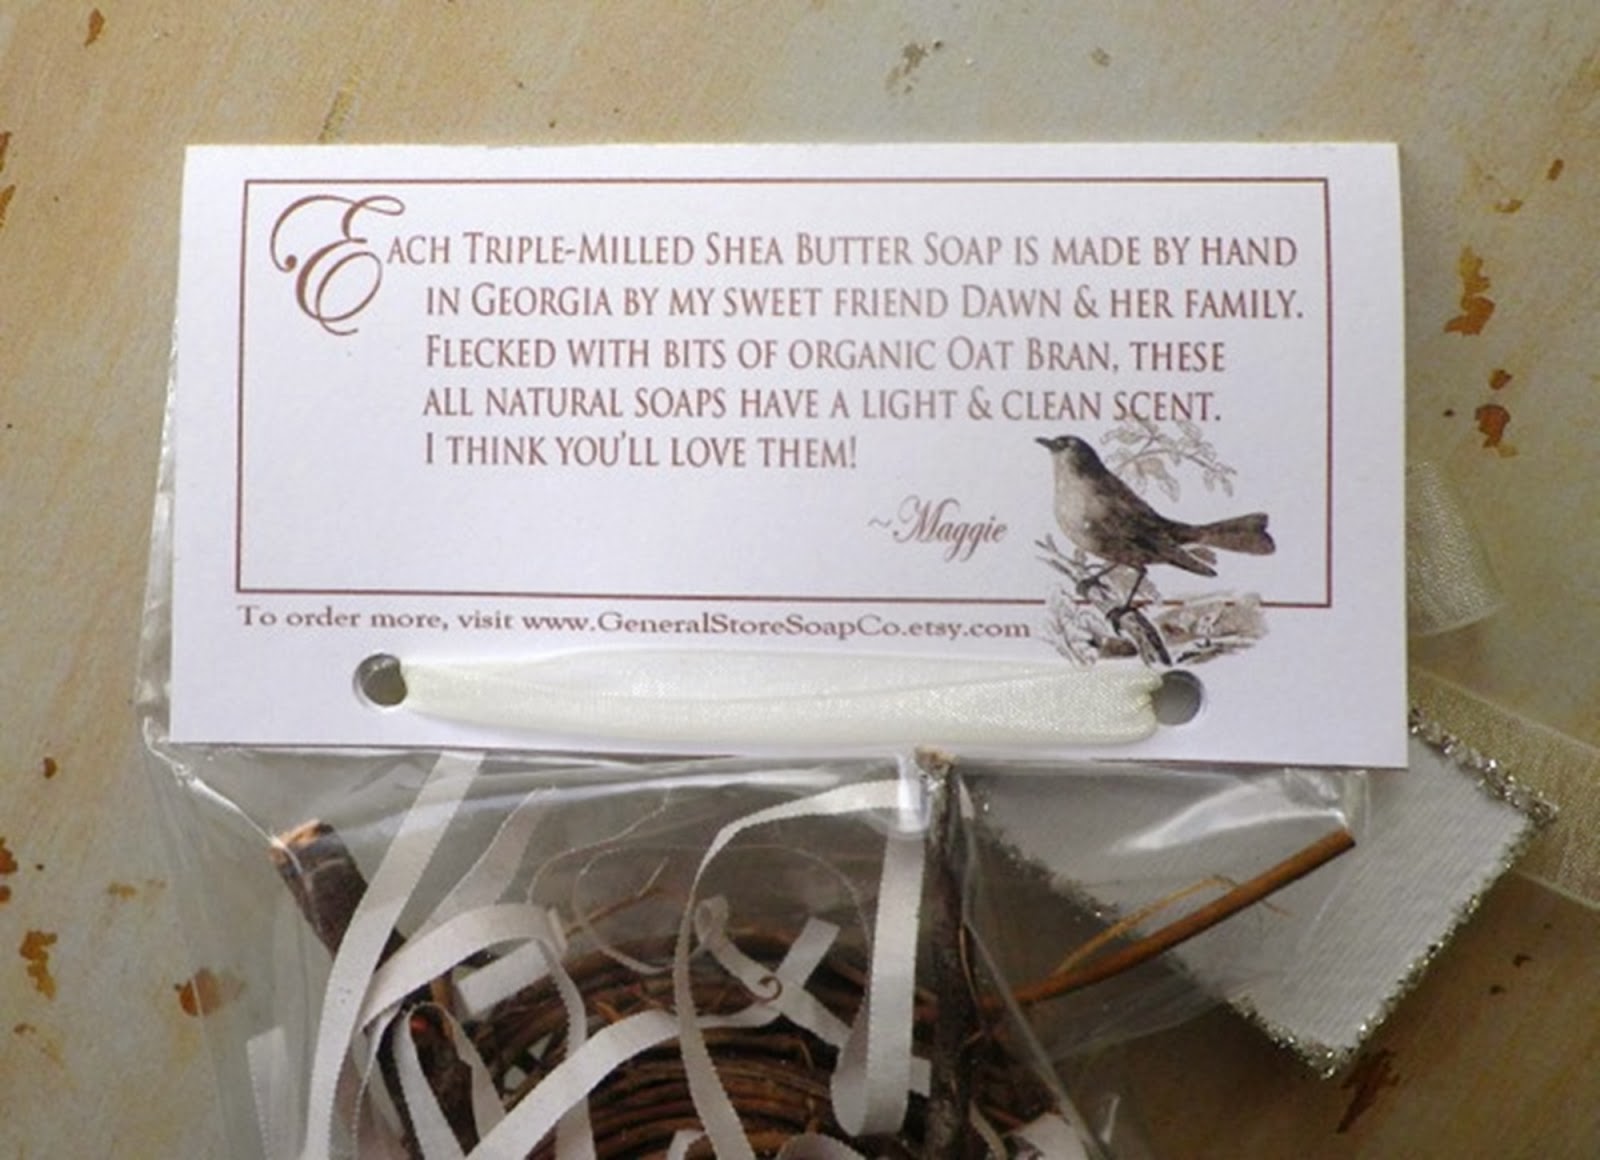 Each Triple-Milled Shea Butter Soap is made by hand
in Georgia by my sweet friend Dawn & her family.
Flecked with bits of organic Oat Bran, these
all natural soaps have a light & clean scent.
I think you'll love them!
~Maggie
To order more, visit www.GeneralStoreSoapCo.etsy.com